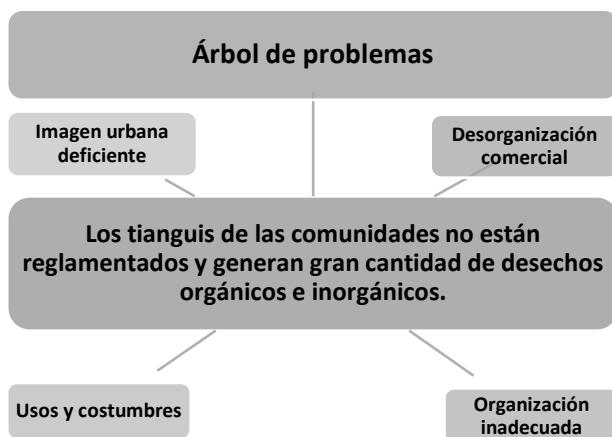 Árbol de problemas
Imagen urbana
deficiente
Desorganización
comercial
Los tianguis de las comunidades no están
reglamentados y generan gran cantidad de desechos
orgánicos e inorgánicos.
Usos y costumbres
Organización
inadecuada